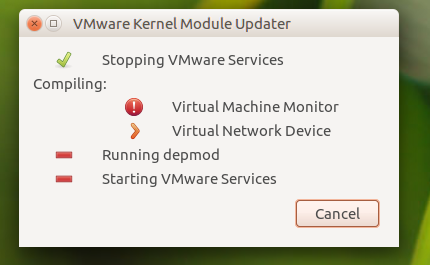 VMware Kernel Module Updater
Stopping VMware Services
Compiling:
Virtual Machine Monitor
Virtual Network Device
Running depmod
Starting VMware Services
Cancel